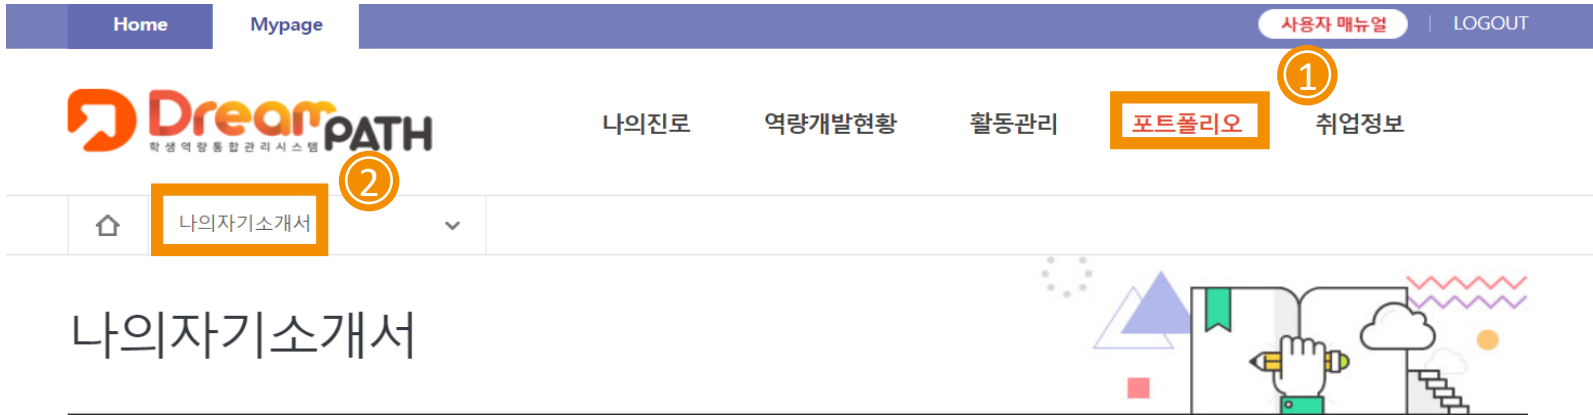 Home Mypage 사용자 매뉴얼 LOGOUT
1
Dream PATH 나의진로 역량개발현황 활동관리 포트폴리오 취업정보
학생역량통합관리시스템
2
나의자기소개서
나의자기소개서